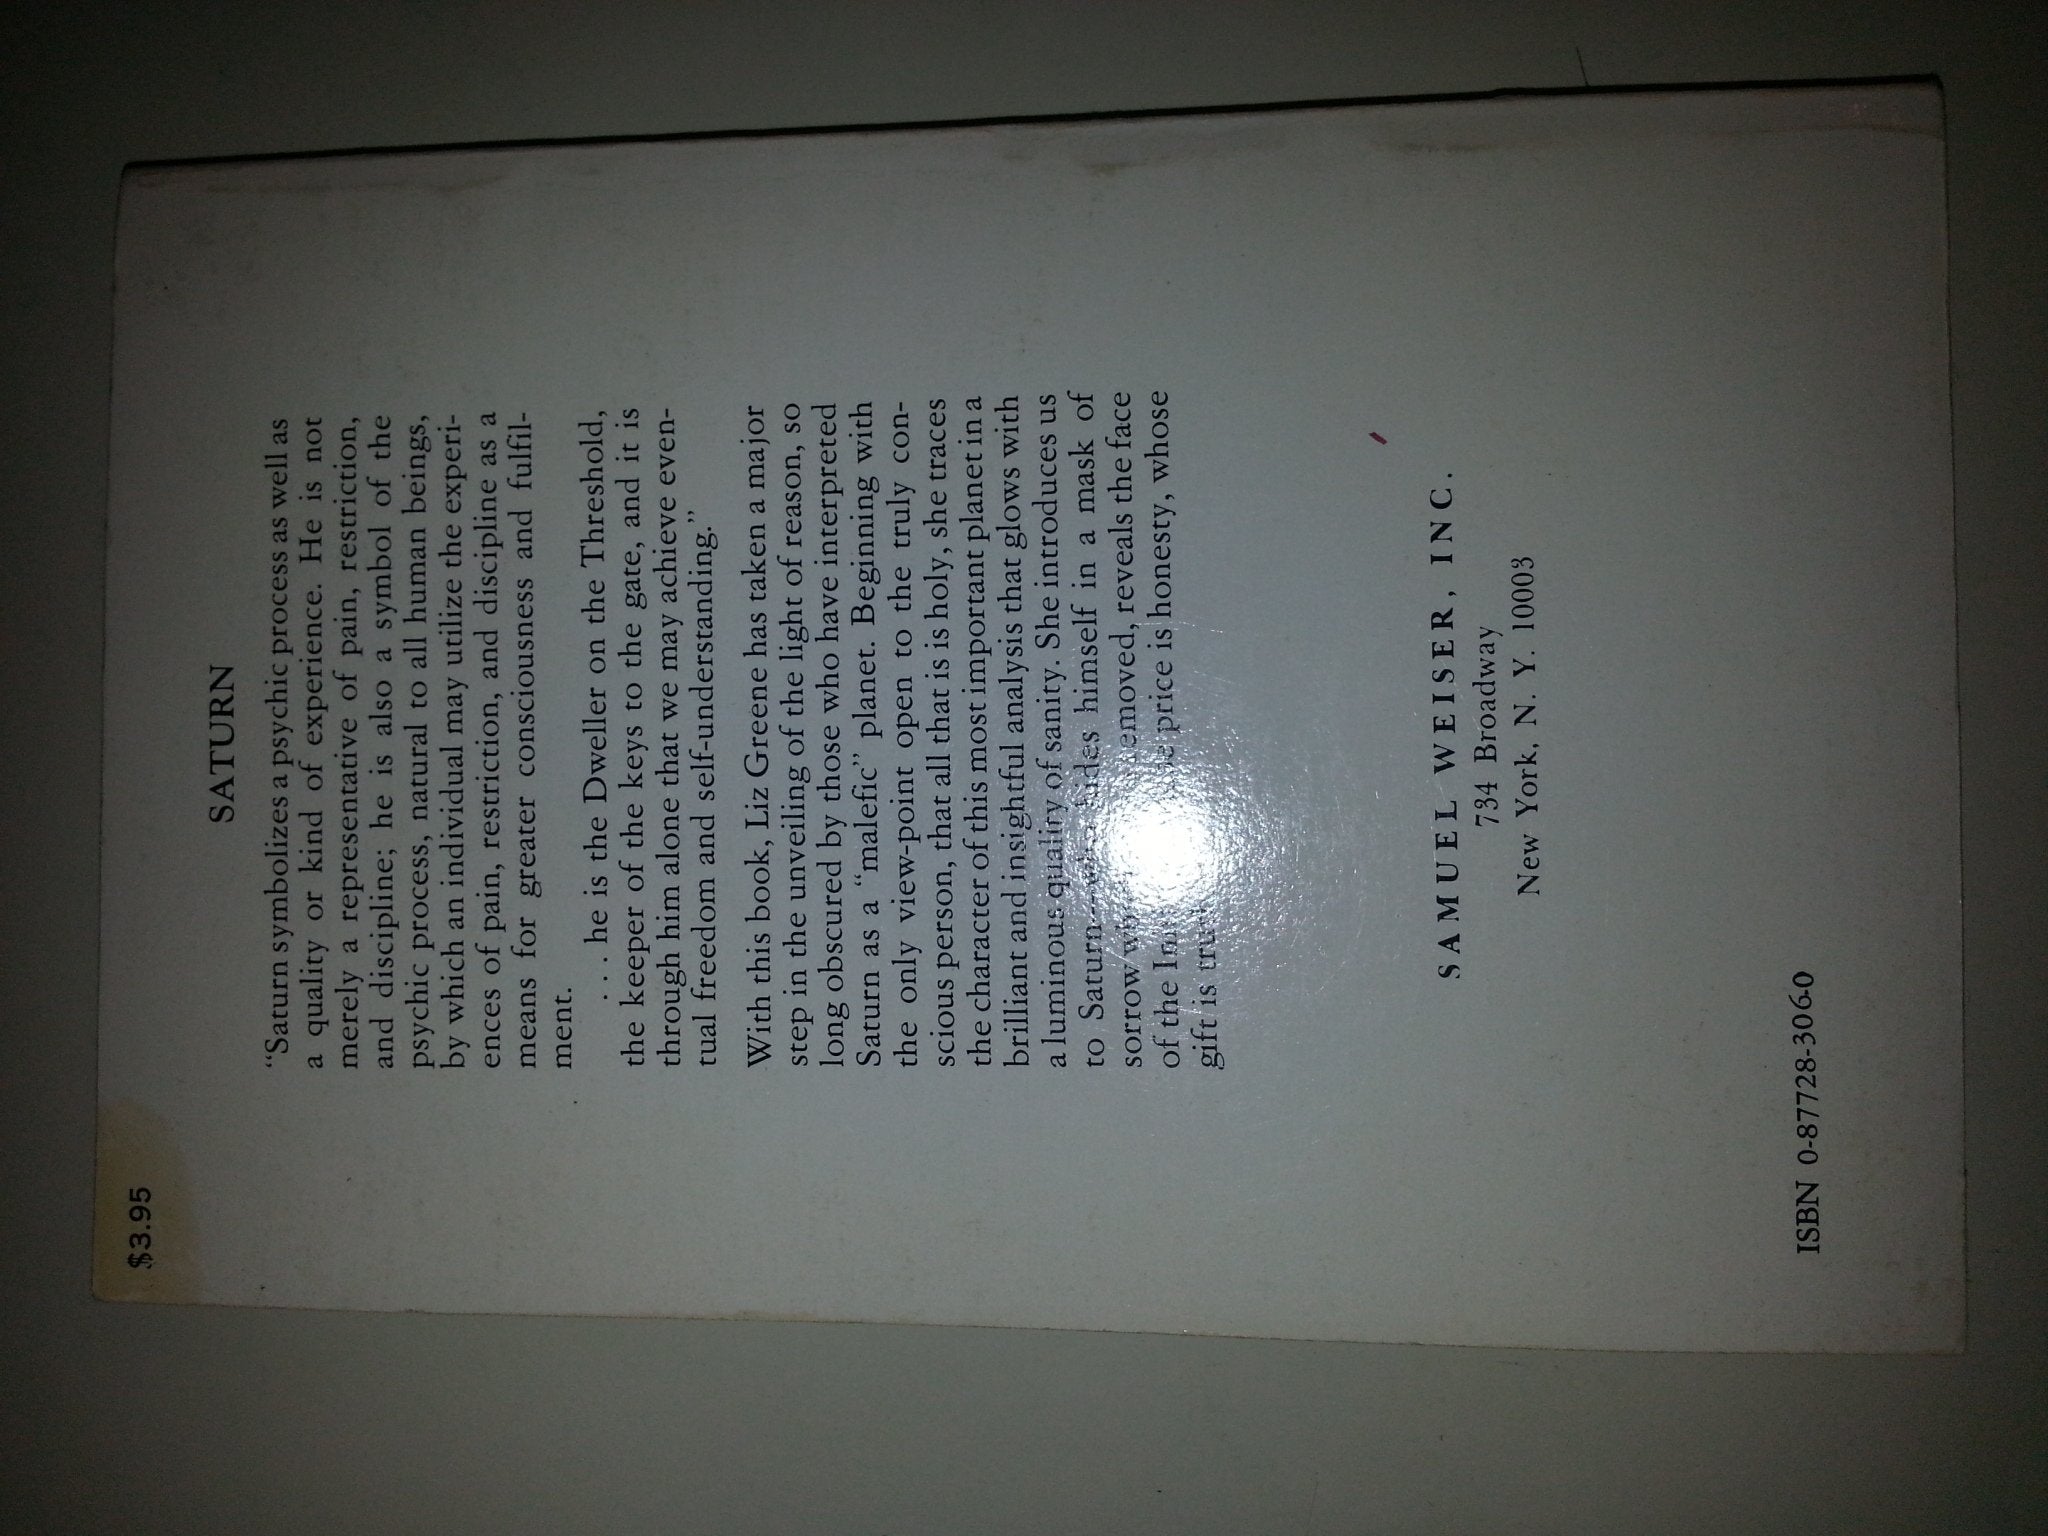 $3.95
SATURN
“Saturn symbolizes a psychic process as well as
a quality or kind of experience. He is not
merely a representative of pain, restriction,
and discipline; he is also a symbol of the
psychic process, natural to all human beings,
by which an individual may utilize the experi-
ences of pain, restriction, and discipline as a
means for greater consciousness and fulfil-
ment.
. . . he is the Dweller on the Threshold,
the keeper of the keys to the gate, and it is
through him alone that we may achieve even-
tual freedom and self-understanding.”
With this book, Liz Greene has taken a major
step in the unveiling of the light of reason, so
long obscured by those who have interpreted
Saturn as a “malefic” planet. Beginning with
the only view-point open to the truly con-
scious person, that all that is is holy, she traces
the character of this most important planet in a
brilliant and insightful analysis that glows with
a luminous quality of sanity. She introduces us
to Saturn hides himself in a mask of
sorrow removed, reveals the face
of the price is honesty, whose
gift is
SAMUEL WEISER, INC.
734 Broadway
New York, N. Y. 10003
ISBN 0-87728-306-0